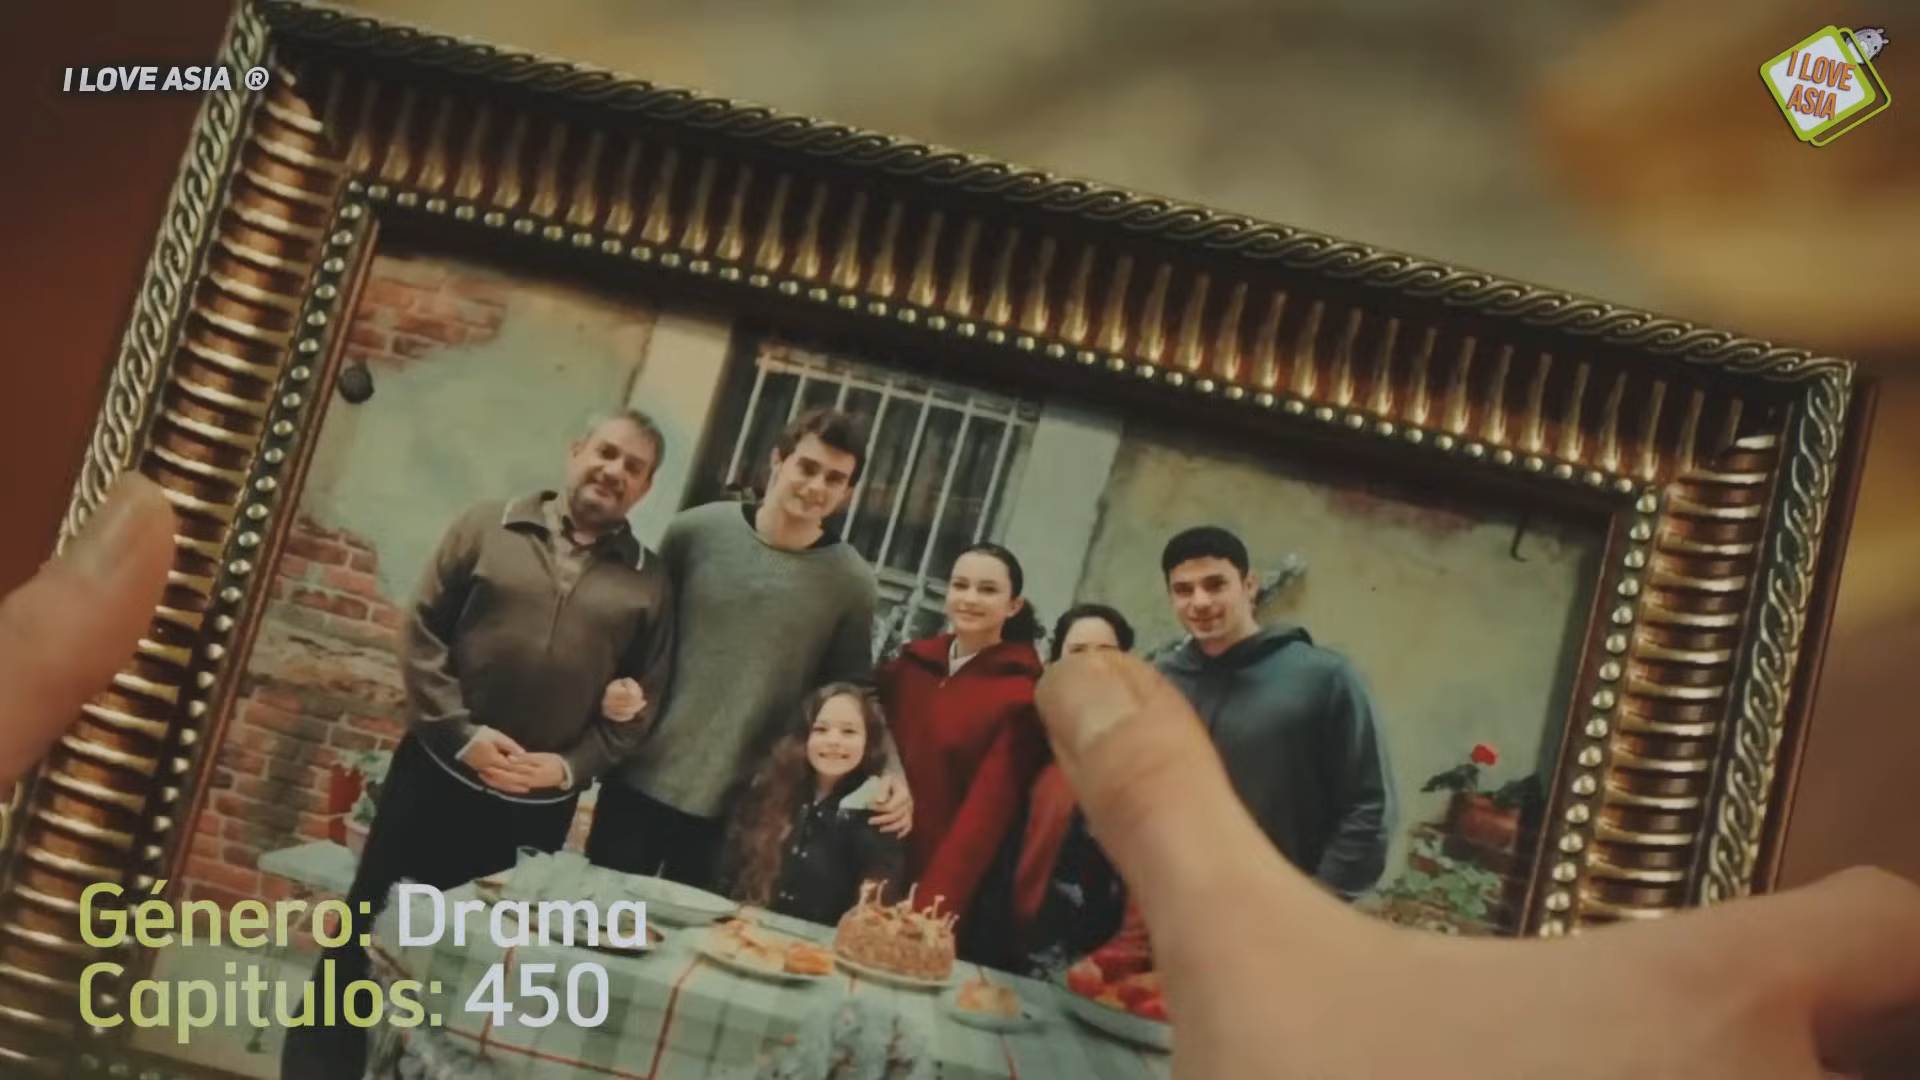 I LOVE ASIA ®
I LOVE
ASIA
Género: Drama
Capitulos: 450